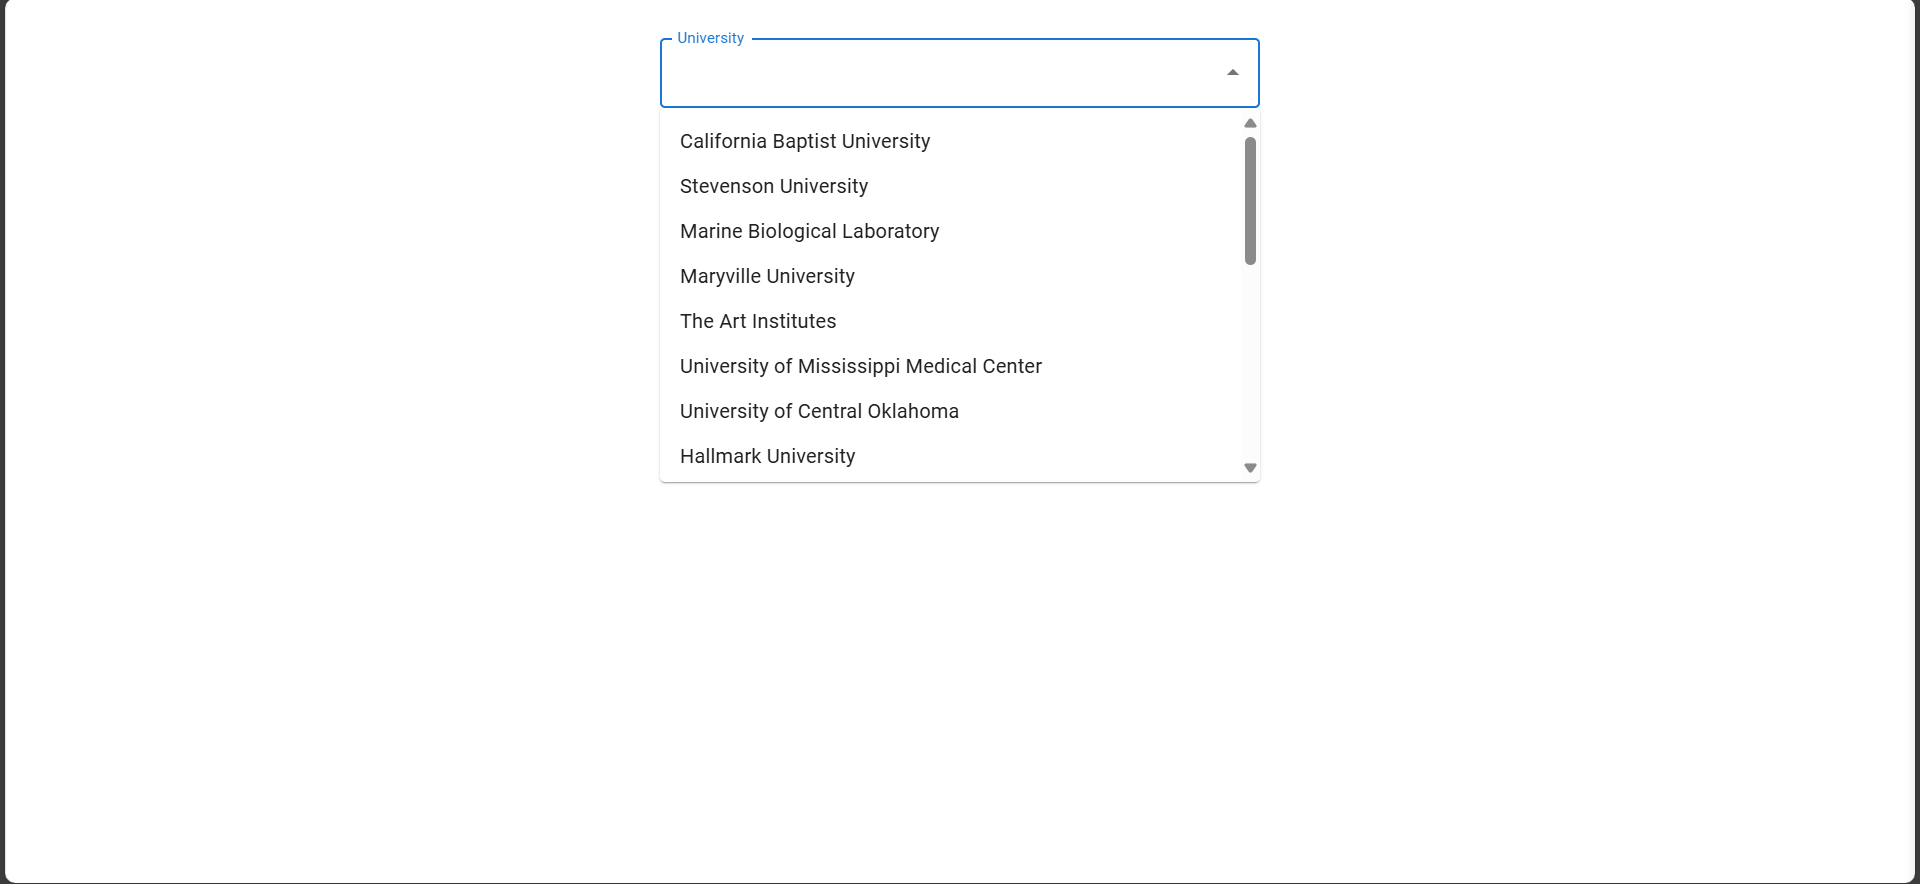 University
California Baptist University
Stevenson University
Marine Biological Laboratory
Maryville University
The Art Institutes
University of Mississippi Medical Center
University of Central Oklahoma
Hallmark University